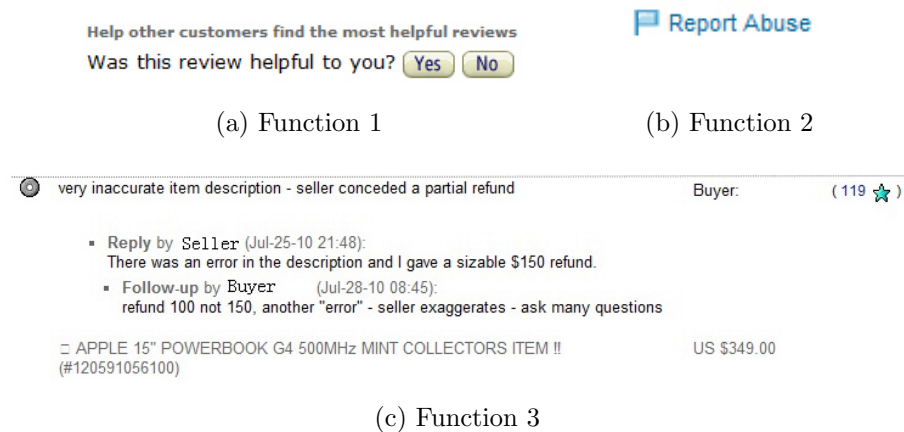 Help other customers find the most helpful reviews
Was this review helpful to you? Yes No
Report Abuse
(a) Function 1
(b) Function 2
very inaccurate item description - seller conceded a partial refund Buyer: ( 119 )
Reply by Seller (Jul-25-10 21:48):
There was an error in the description and I gave a sizable $150 refund.
Follow-up by Buyer (Jul-28-10 08:45):
refund 100 not 150, another "error" - seller exaggerates - ask many questions
□ APPLE 15" POWERBOOK G4 500MHz MINT COLLECTORS ITEM !! US $349.00
(#120591056100)
(c) Function 3